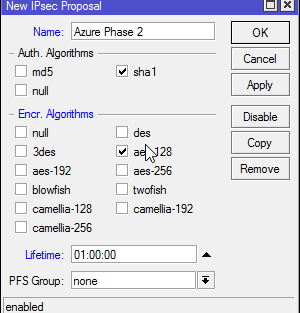 New IPsec Proposal
Name: Azure Phase 2
OK
Auth. Algorithms
Cancel
md5 sha1
Apply
null
Encr. Algorithms
Disable
null des
Copy
3des aes-128
Remove
aes-192 aes-256
blowfish twofish
camellia-128 camellia-192
camellia-256
Lifetime: 01:00:00
PFS Group: none
enabled